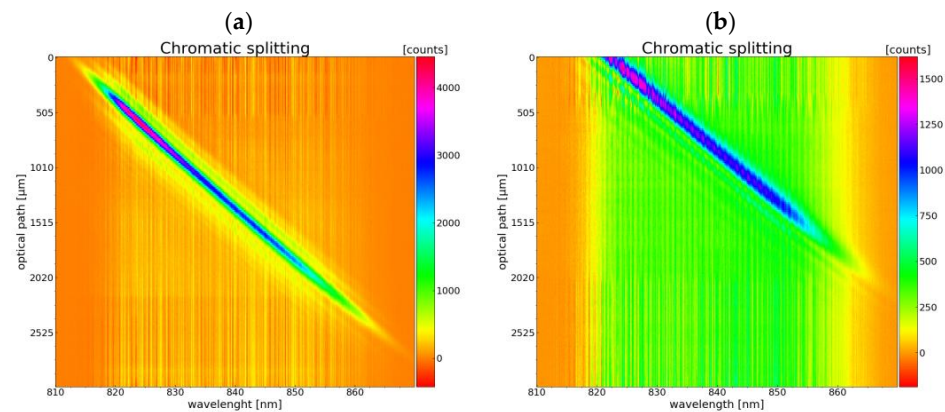 (a)
Chromatic splitting
[counts]
0
505
1010
1515
2020
2525
optical path [µm]
810 820 830 840 850 860
wavelenght [nm]
4000
3000
2000
1000
0
(b)
Chromatic splitting
[counts]
0
505
1010
1515
2020
2525
optical path [µm]
810 820 830 840 850 860
wavelength [nm]
1500
1250
1000
750
500
250
0